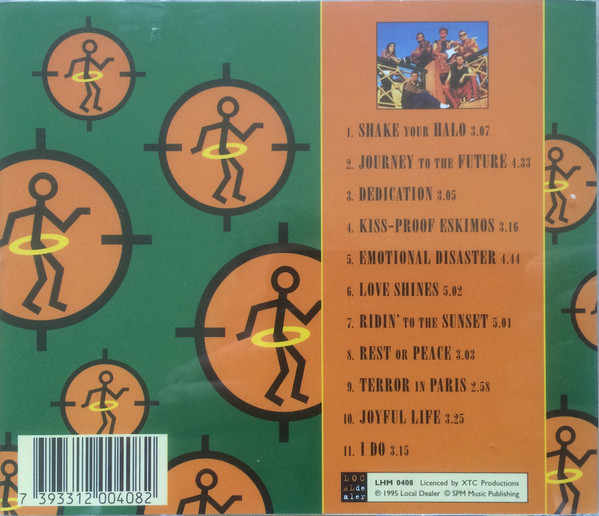 1. SHAKE YOUR HALO 3.07
2. JOURNEY TO THE FUTURE 4.33
3. DEDICATION 3.05
4. KISS-PROOF ESKIMOS 3.16
5. EMOTIONAL DISASTER 4.44
6. LOVE SHINES 5.02
7. RIDIN' TO THE SUNSET 5.01
8. REST OR PEACE 3.03
9. TERROR IN PARIS 2.58
10. JOYFUL LIFE 3.25
11. I DO 3.15
7 393312 004082
LOC
ALde
aler
LHM 0408 Licenced by XTC Productions
℗ 1995 Local Dealer © SPM Music Publishing